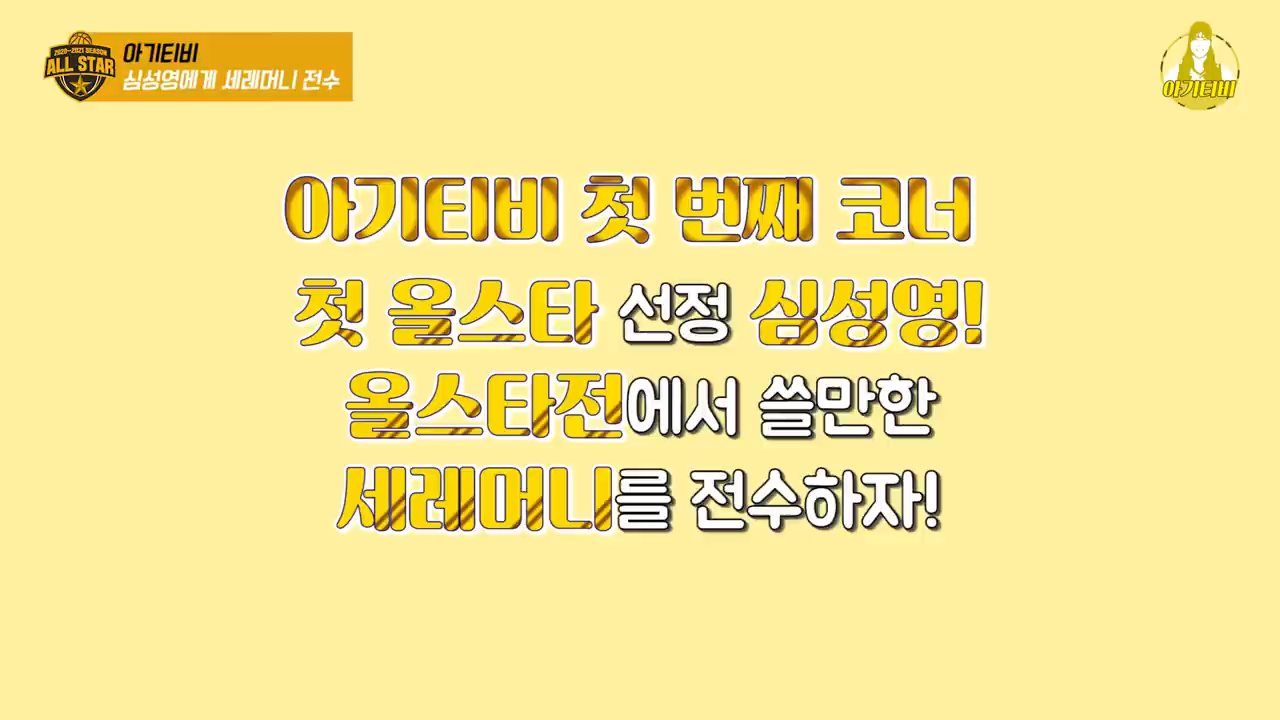 2020-2021 SEASON
ALL STAR
아기티비
심성영에게 세레머니 전수
아기티비
아기티비 첫 번째 코너
첫 올스타 선정 심성영!
올스타전에서 쓸만한
세레머니를 전수하자!